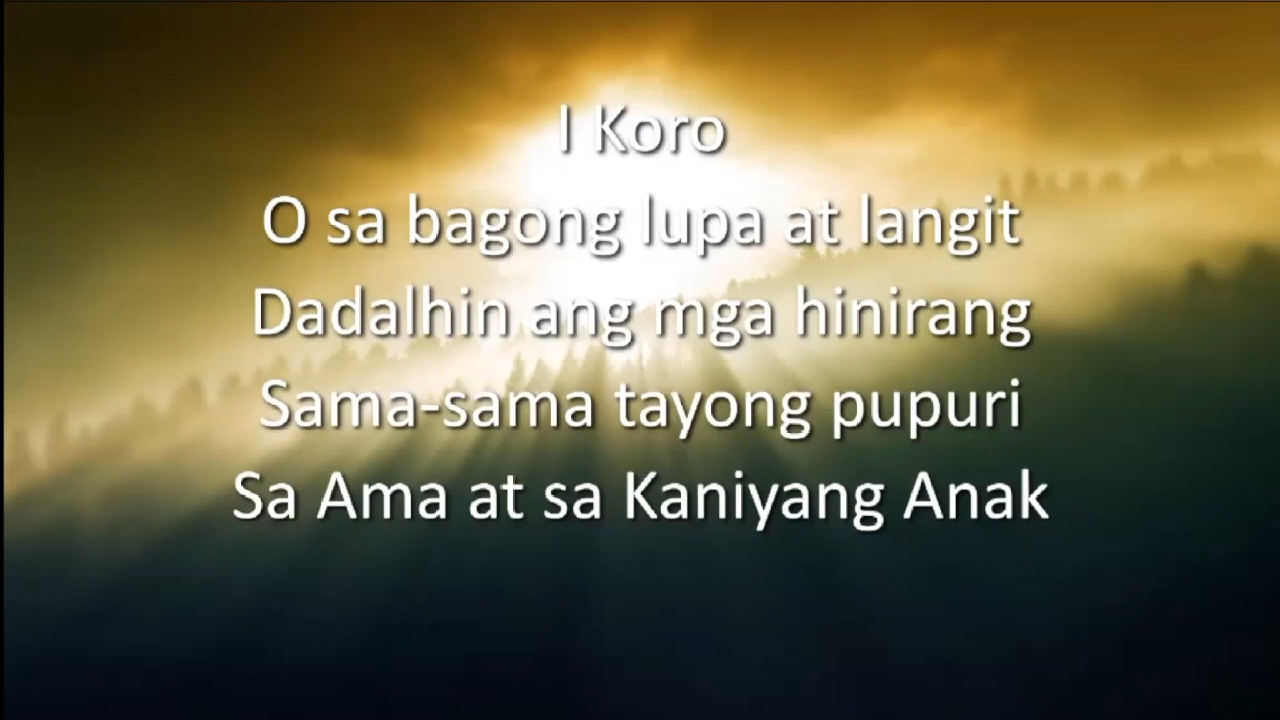 I Koro
O sa bagong lupa at langit
Dadalhin ang mga hinirang
Sama-sama tayong pupuri
Sa Ama at sa Kaniyang Anak